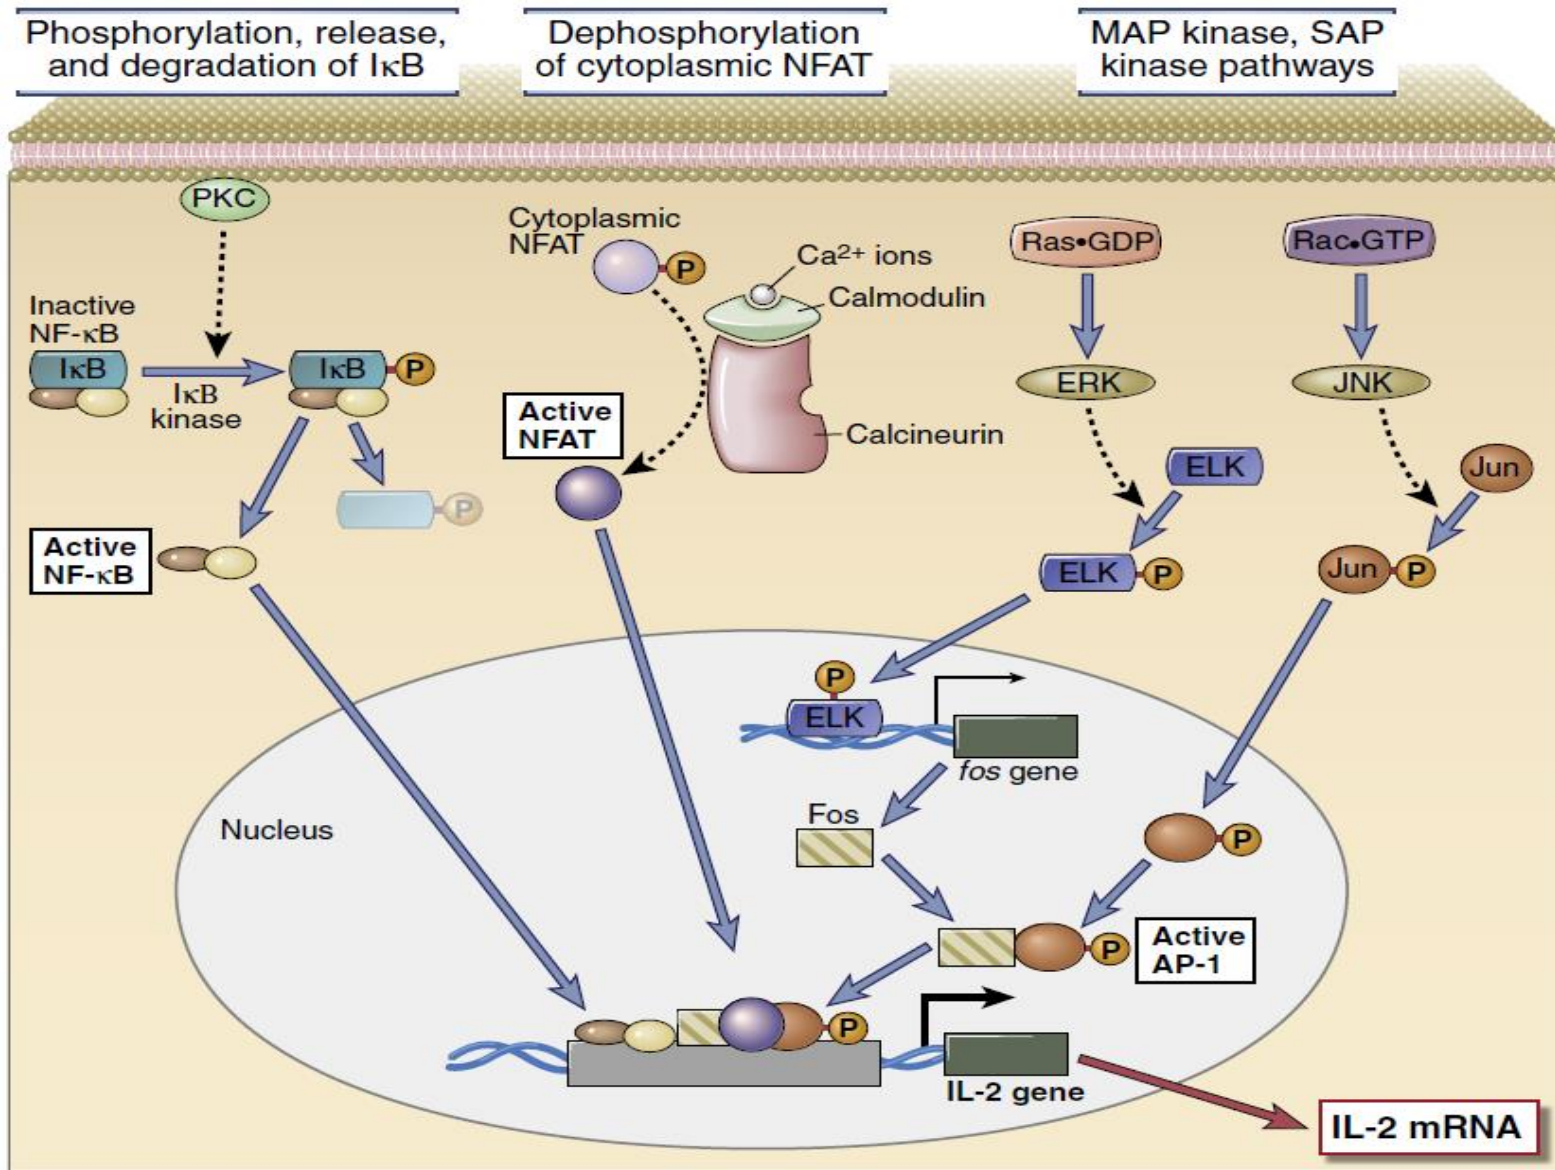 Phosphorylation, release,
and degradation of IκB
Dephosphorylation
of cytoplasmic NFAT
MAP kinase, SAP
kinase pathways
PKC
Inactive
NF-κB
IκB
IκB
kinase
IκB
P
P
Active
NF-κB
Cytoplasmic
NFAT
P
Ca2+ ions
Calmodulin
Calcineurin
Active
NFAT
Ras•GDP
ERK
ELK
ELK
P
Rac•GTP
JNK
Jun
Jun
P
Nucleus
P
ELK
fos gene
Fos
P
P
Active
AP-1
P
IL-2 gene
IL-2 mRNA